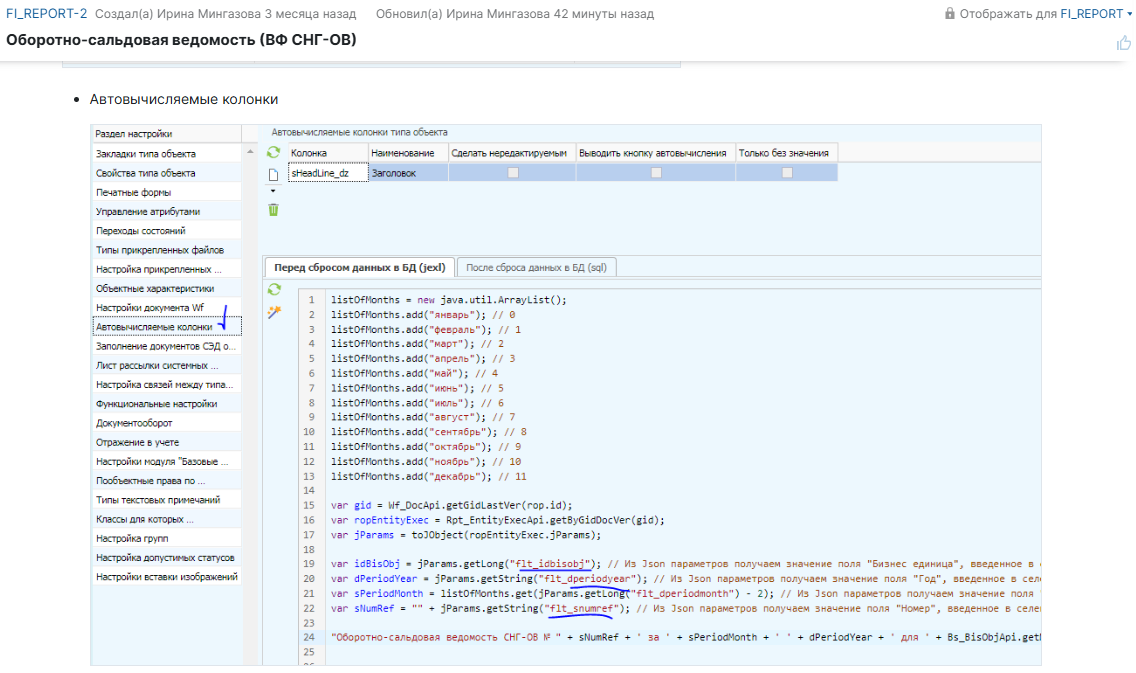 FI_REPORT-2 Создал(а) Ирина Мингазова 3 месяца назад Обновил(а) Ирина Мингазова 42 минуты назад Отображать для FI_REPORT
Оборотно-сальдовая ведомость (ВФ СНГ-ОВ)
Автовычисляемые колонки
Раздел настройки
Закладки типа объекта
Свойства типа объекта
Печатные формы
Управление атрибутами
Переходы состояний
Типы прикрепленных файлов
Настройка прикрепленных ...
Объектные характеристики
Настройки документа Wf
Автовычисляемые колонки
Заполнение документов СЭД о...
Лист рассылки системных ...
Настройка связей между типа...
Функциональные настройки
Документооборот
Отражение в учете
Настройки модуля "Базовые ...
Пообъектные права по ...
Типы текстовых примечаний
Классы для которых ...
Настройка групп
Настройка допустимых статусов
Настройки вставки изображений
Автовычисляемые колонки типа объекта
Колонка Наименование Сделать нередактируемым Выводить кнопку автовычисления Только без значения
sHeadLine_dz Заголовок
Перед сбросом данных в БД (jexl) После сброса данных в БД (sql)
1 listOfMonths = new java.util.ArrayList();
2 listOfMonths.add("январь"); // 0
3 listOfMonths.add("февраль"); // 1
4 listOfMonths.add("март"); // 2
5 listOfMonths.add("апрель"); // 3
6 listOfMonths.add("май"); // 4
7 listOfMonths.add("июнь"); // 5
8 listOfMonths.add("июль"); // 6
9 listOfMonths.add("август"); // 7
10 listOfMonths.add("сентябрь"); // 8
11 listOfMonths.add("октябрь"); // 9
12 listOfMonths.add("ноябрь"); // 10
13 listOfMonths.add("декабрь"); // 11
14
15 var gid = Wf_DocApi.getGidLastVer(rop.id);
16 var ropEntityExec = Rpt_EntityExecApi.getByGidDocVer(gid);
17 var jParams = toJObject(ropEntityExec.jParams);
18
19 var idBisObj = jParams.getLong("flt_idbisobj"); // Из Json параметров получаем значение поля "Бизнес единица", введенное в
20 var dPeriodYear = jParams.getString("flt_dperiodyear"); // Из Json параметров получаем значение поля "Год", введенное в селе
21 var sPeriodMonth = listOfMonths.get(jParams.getLong("flt_dperiodmonth") - 2); // Из Json параметров получаем значение поля "
22 var sNumRef = "" + jParams.getString("flt_snumref"); // Из Json параметров получаем значение поля "Номер", введенное в селе
23
24 "Оборотно-сальдовая ведомость СНГ-ОВ № " + sNumRef + ' за ' + sPeriodMonth + ' ' + dPeriodYear + ' для ' + Bs_BisObjApi.get
25